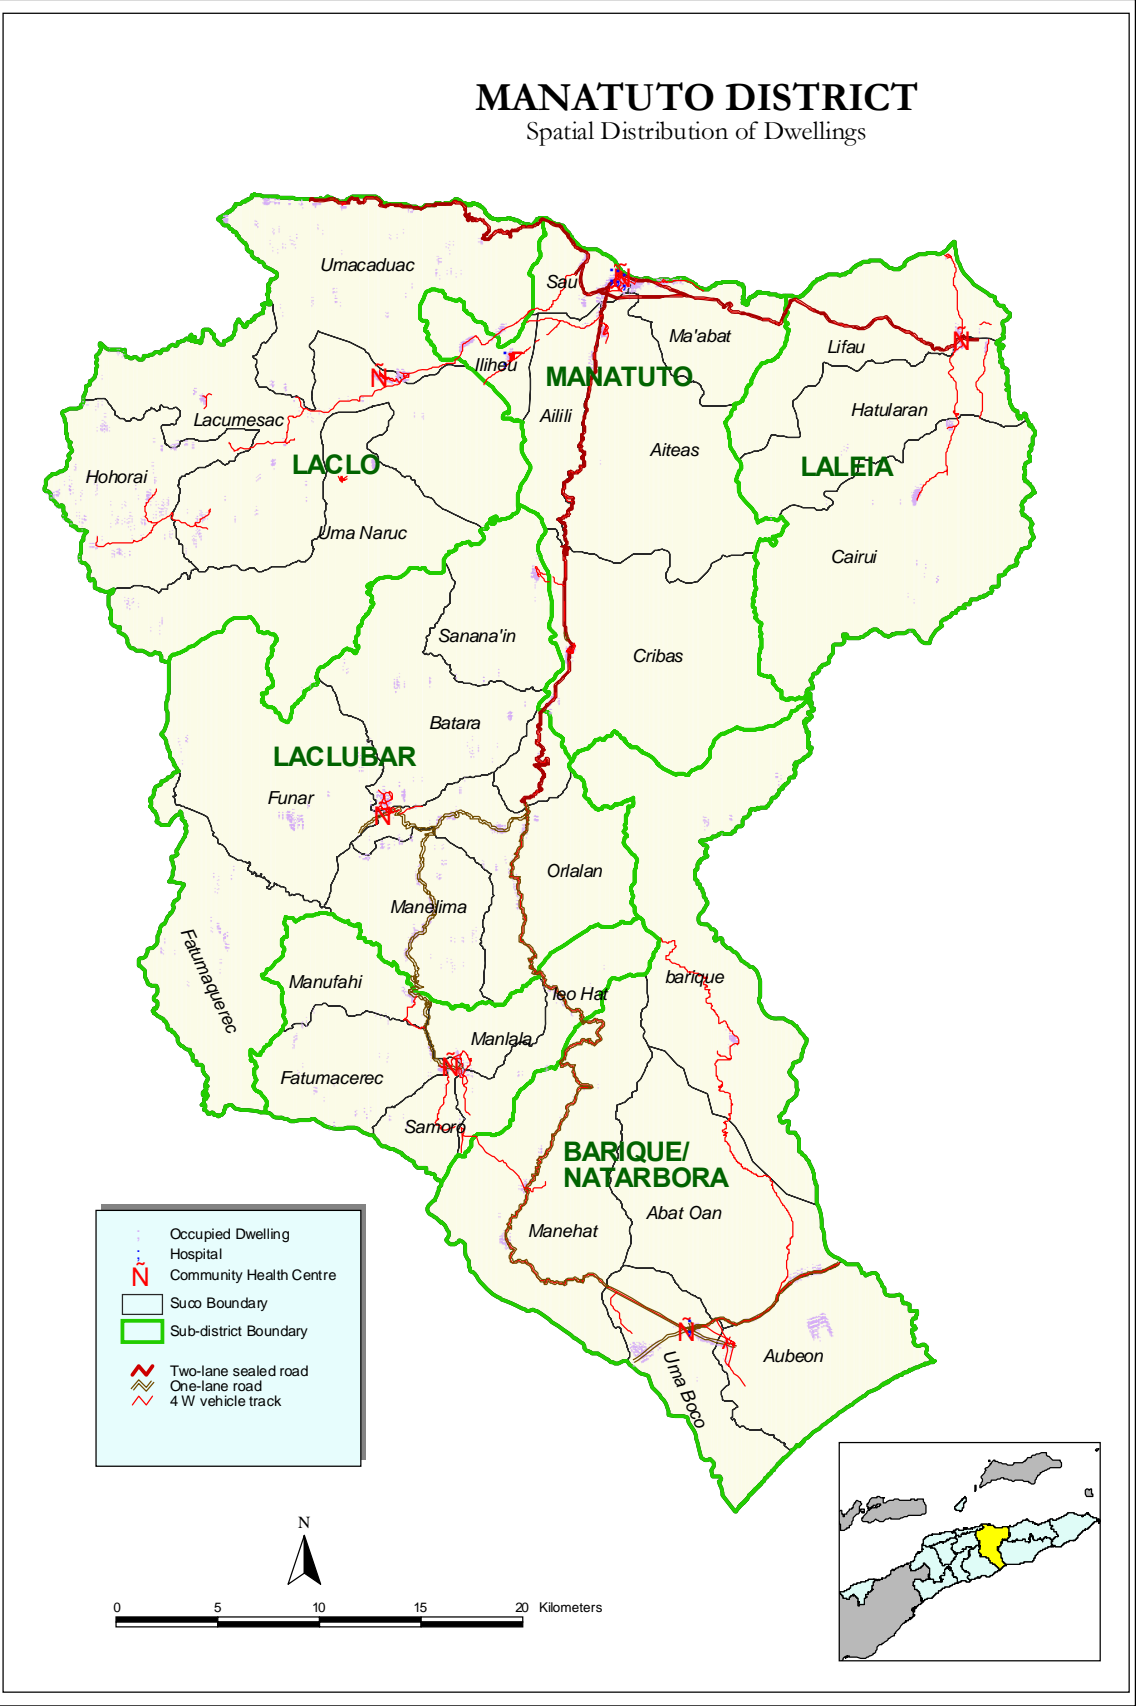 MANATUTO DISTRICT
Spatial Distribution of Dwellings
Umacaduac
Sau
Ñ
Ma'abat
Lifau
Ñ
Iliheu
Ñ
MANATUTO
Lacumesac
Ailili
Hatularan
Aiteas
LACLO
LALEIA
Hohorai
Uma Naruc
Cairui
Sanana'in
Cribas
Batara
LACLUBAR
Funar
Ñ
Orlalan
Manelima
Fatumaquerec
Manufahi
leo Hat
barique
Manlala
Ñ
Fatumacerec
Samoro
BARIQUE/
NATARBORA
Abat Oan
Manehat
Ñ
Aubeon
Uma Boco
Occupied Dwelling
Hospital
Ñ Community Health Centre
Suco Boundary
Sub-district Boundary
Two-lane sealed road
One-lane road
4 W vehicle track
N
0 5 10 15 20 Kilometers